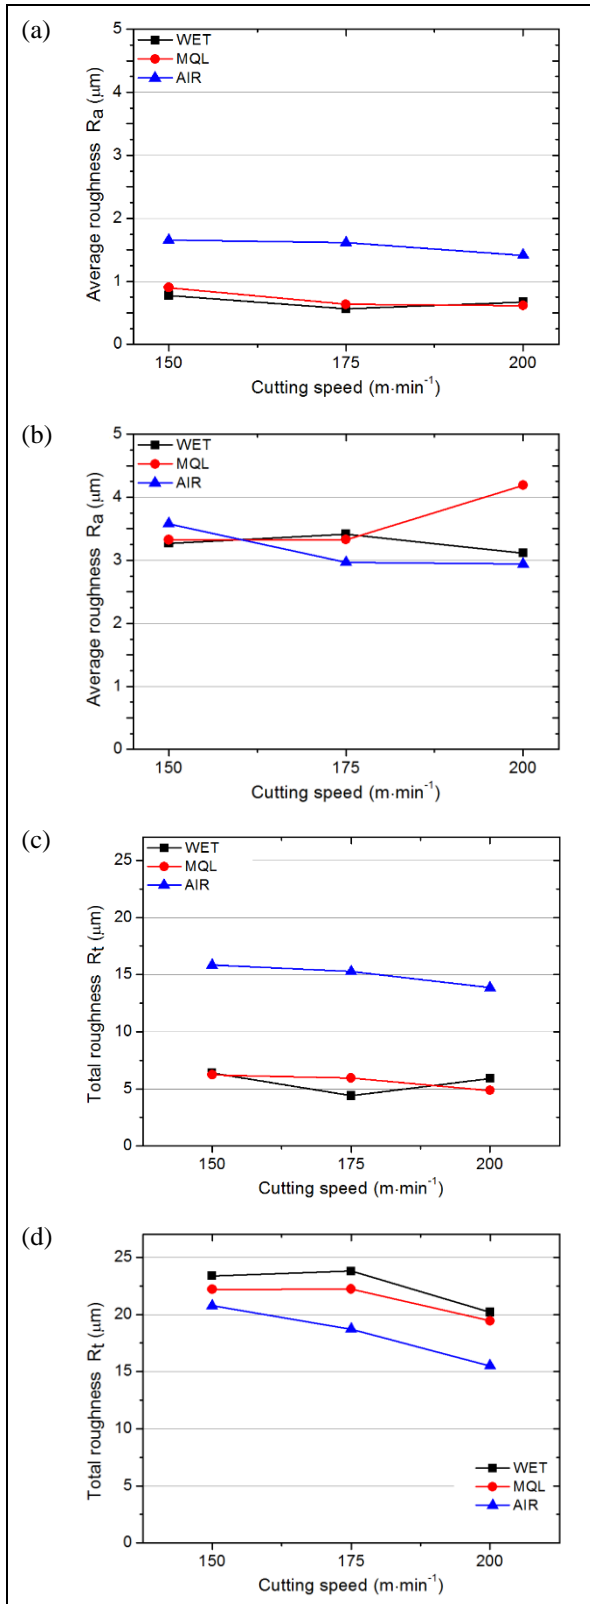 (a)
WET
MQL
AIR
5
4
3
2
1
0
Average roughness Ra (μm)
150
175
200
Cutting speed (m·min-1)
(b)
WET
MQL
AIR
5
4
3
2
1
0
Average roughness Ra (μm)
150
175
200
Cutting speed (m·min-1)
(c)
WET
MQL
AIR
25
20
15
10
5
0
Total roughness Rt (μm)
150
175
200
Cutting speed (m·min-1)
(d)
25
20
15
10
5
0
Total roughness Rt (μm)
WET
MQL
AIR
150
175
200
Cutting speed (m·min-1)